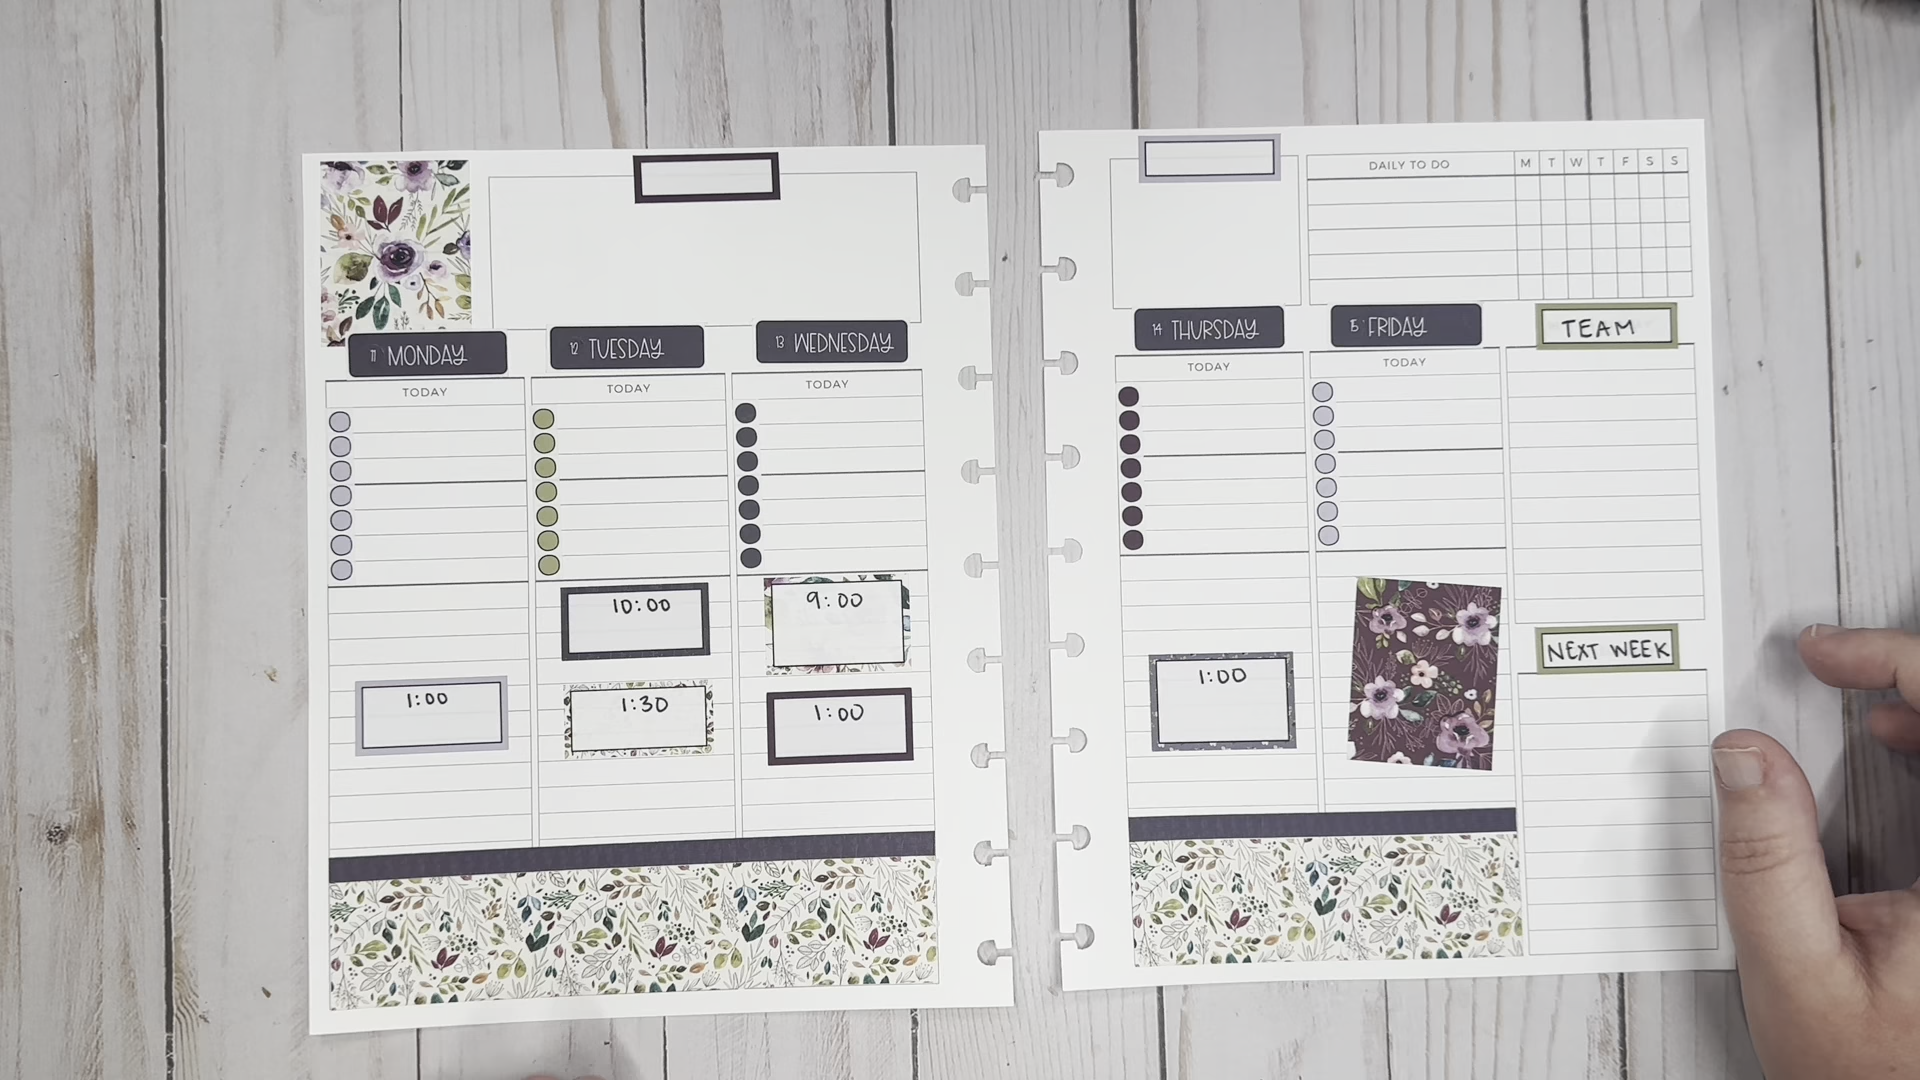 DAILY TO DO M T W T F S S
11 MONDAY
12 TUESDAY
13 WEDNESDAY
14 THURSDAY
15 FRIDAY
TEAM
TODAY
TODAY
TODAY
TODAY
TODAY
10:00
9:00
1:00
1:30
1:00
1:00
NEXT WEEK